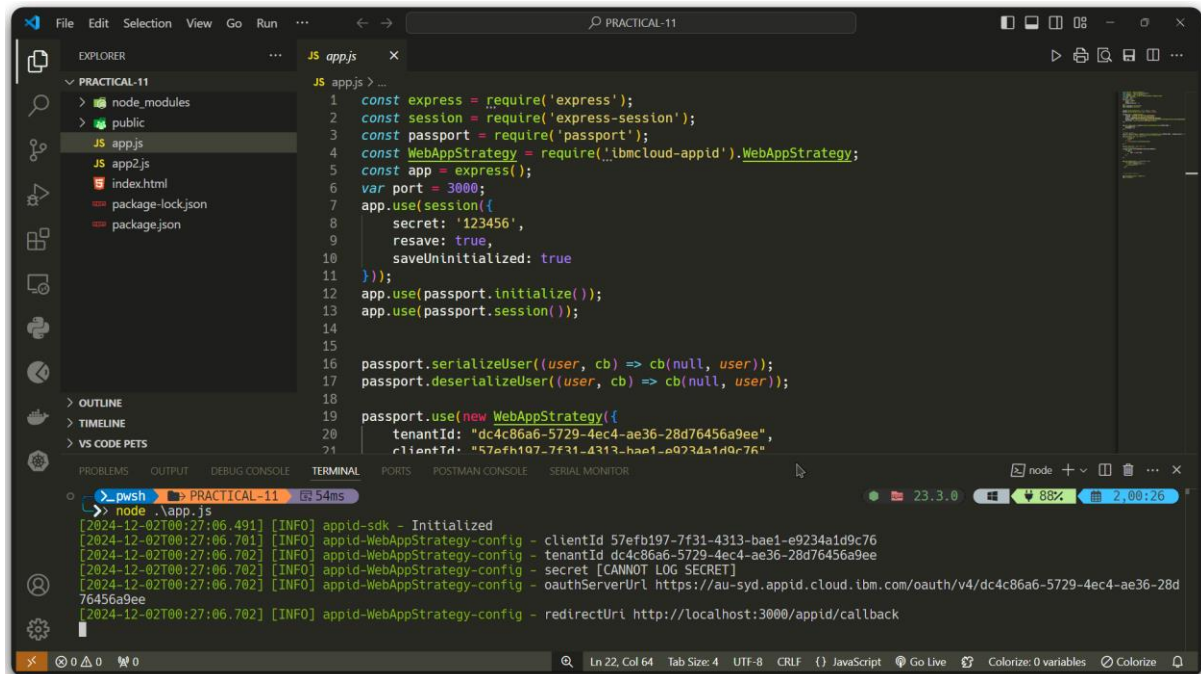 File Edit Selection View Go Run ··· PRACTICAL-11
EXPLORER ···
PRACTICAL-11
node_modules
public
JS app.js
JS app2.js
index.html
package-lock.json
package.json
OUTLINE
TIMELINE
VS CODE PETS
JS app.js
JS app.js > ...
1 const express = require('express');
2 const session = require('express-session');
3 const passport = require('passport');
4 const WebAppStrategy = require('ibmcloud-appid').WebAppStrategy;
5 const app = express();
6 var port = 3000;
7 app.use(session({
8 secret: '123456',
9 resave: true,
10 saveUninitialized: true
11 }));
12 app.use(passport.initialize());
13 app.use(passport.session());
14
15
16 passport.serializeUser((user, cb) => cb(null, user));
17 passport.deserializeUser((user, cb) => cb(null, user));
18
19 passport.use(new WebAppStrategy({
20 tenantId: "dc4c86a6-5729-4ec4-ae36-28d76456a9ee",
21 clientId: "57efb197-7f31-4313-bae1-e9234a1d9c76"
PROBLEMS OUTPUT DEBUG CONSOLE TERMINAL PORTS POSTMAN CONSOLE SERIAL MONITOR node
pwsh PRACTICAL-11 54ms 23.3.0 88% 2,00:26
node .\app.js
[2024-12-02T00:27:06.491] [INFO] appid-sdk - Initialized
[2024-12-02T00:27:06.701] [INFO] appid-WebAppStrategy-config - clientId 57efb197-7f31-4313-bae1-e9234a1d9c76
[2024-12-02T00:27:06.702] [INFO] appid-WebAppStrategy-config - tenantId dc4c86a6-5729-4ec4-ae36-28d76456a9ee
[2024-12-02T00:27:06.702] [INFO] appid-WebAppStrategy-config - secret [CANNOT LOG SECRET]
[2024-12-02T00:27:06.702] [INFO] appid-WebAppStrategy-config - oauthServerUrl https://au-syd.appid.cloud.ibm.com/oauth/v4/dc4c86a6-5729-4ec4-ae36-28d
76456a9ee
[2024-12-02T00:27:06.702] [INFO] appid-WebAppStrategy-config - redirectUri http://localhost:3000/appid/callback
0 0 0 Ln 22, Col 64 Tab Size: 4 UTF-8 CRLF {} JavaScript Go Live Colorize: 0 variables Colorize